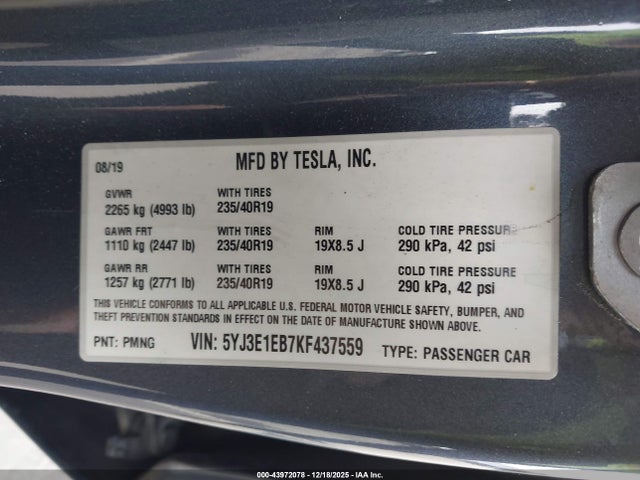 08/19 MFD BY TESLA, INC.
GVWR WITH TIRES
2265 kg (4993 lb) 235/40R19
GAWR FRT WITH TIRES RIM COLD TIRE PRESSURE
1110 kg (2447 lb) 235/40R19 19X8.5 J 290 kPa, 42 psi
GAWR RR WITH TIRES RIM COLD TIRE PRESSURE
1257 kg (2771 lb) 235/40R19 19X8.5 J 290 kPa, 42 psi
THIS VEHICLE CONFORMS TO ALL APPLICABLE U.S. FEDERAL MOTOR VEHICLE SAFETY, BUMPER, AND
THEFT PREVENTION STANDARDS IN EFFECT ON THE DATE OF MANUFACTURE SHOWN ABOVE.
PNT: PMNG VIN: 5YJ3E1EB7KF437559 TYPE: PASSENGER CAR
000-43972078 - 12/18/2025 - IAA Inc.